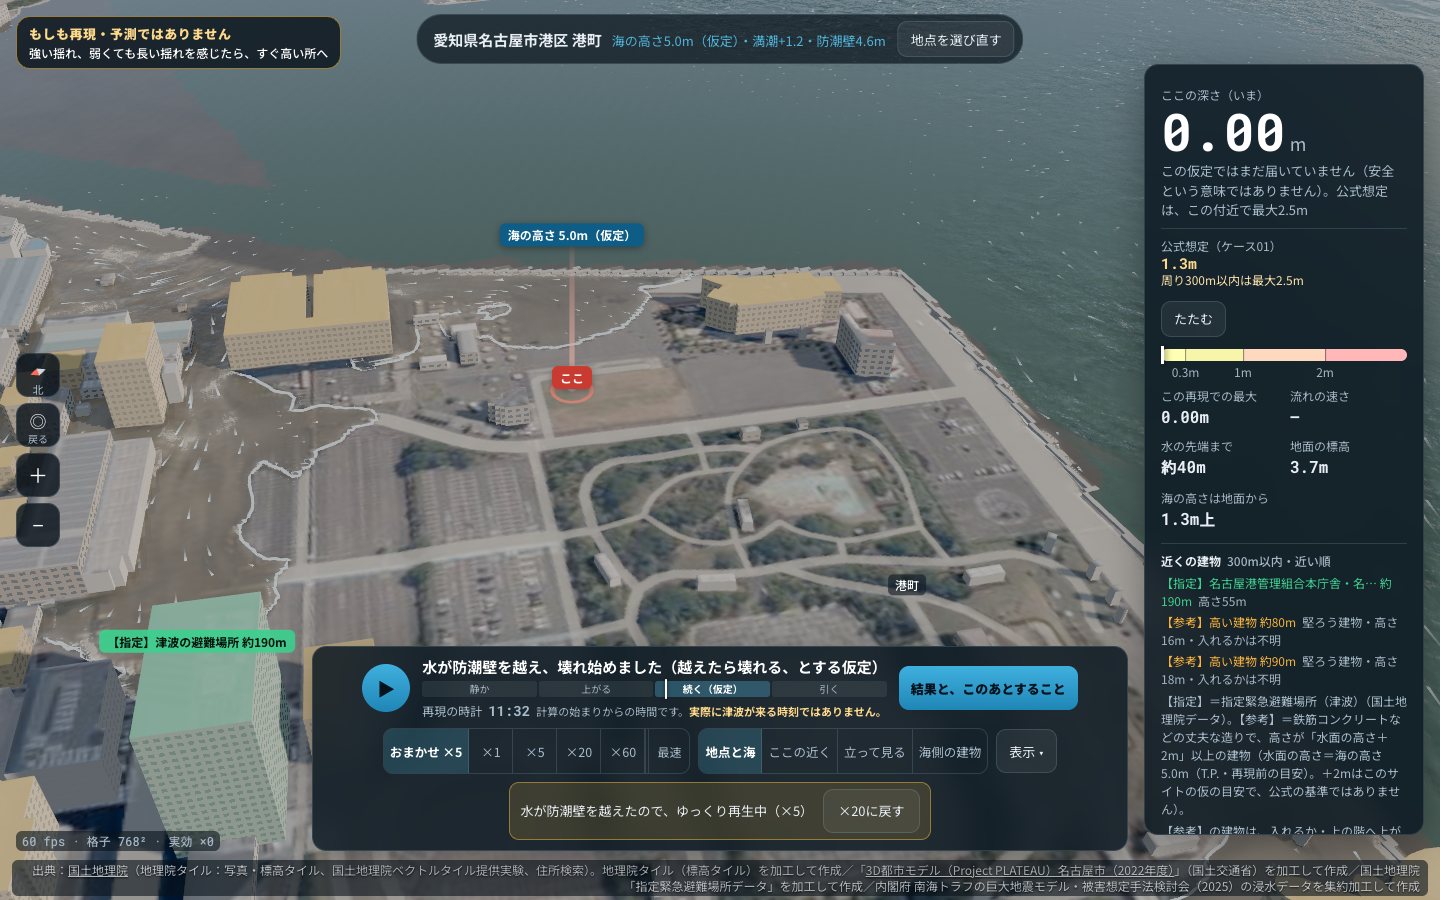 もしも再現・予測ではありません
強い揺れ、弱くても長い揺れを感じたら、すぐ高い所へ
愛知県名古屋市港区 港町 海の高さ5.0m（仮定）・満潮+1.2・防潮壁4.6m 地点を選び直す
ここの深さ（いま）
0.00 m
この仮定ではまだ届いていません（安全
という意味ではありません）。公式想定
は、この付近で最大2.5m
公式想定（ケース01）
1.3m
周り300m以内は最大2.5m
たたむ
0.3m 1m 2m
この再現での最大 流れの速さ
0.00m –
水の先端まで 地面の標高
約40m 3.7m
海の高さは地面から
1.3m上
近くの建物 300m以内・近い順
【指定】名古屋港管理組合本庁舎・名… 約
190m 高さ55m
【参考】高い建物 約80m 堅ろう建物・高さ
16m・入れるかは不明
【参考】高い建物 約90m 堅ろう建物・高さ
18m・入れるかは不明
【指定】＝指定緊急避難場所（津波）（国土地
理院データ）。【参考】＝鉄筋コンクリートな
どの丈夫な造りで、高さが「水面の高さ＋
2m」以上の建物（水面の高さ＝海の高さ
5.0m（T.P.・再現前の目安）。＋2mはこのサ
イトの仮の目安で、公式の基準ではありませ
ん）。
【参考】の建物は、入れるか・上の階へ上が
海の高さ 5.0m（仮定）
ここ
港町
【指定】津波の避難場所 約190m
北
◎
戻る
＋
−
水が防潮壁を越え、壊れ始めました（越えたら壊れる、とする仮定）
静か 上がる 続く（仮定） 引く
再現の時計 11:32 計算の始まりからの時間です。実際に津波が来る時刻ではありません。
結果と、このあとすること
おまかせ ×5 ×1 ×5 ×20 ×60 最速 地点と海 ここの近く 立って見る 海側の建物 表示 ▾
水が防潮壁を越えたので、ゆっくり再生中（×5） ×20に戻す
60 fps · 格子 768² · 実効 ×0
出典：国土地理院（地理院タイル：写真・標高タイル、国土地理院ベクトルタイル提供実験、住所検索）。地理院タイル（標高タイル）を加工して作成／「3D都市モデル（Project PLATEAU）名古屋市（2022年度）」（国土交通省）を加工して作成／国土地理院
「指定緊急避難場所データ」を加工して作成／内閣府 南海トラフの巨大地震モデル・被害想定手法検討会（2025）の浸水データを集約加工して作成